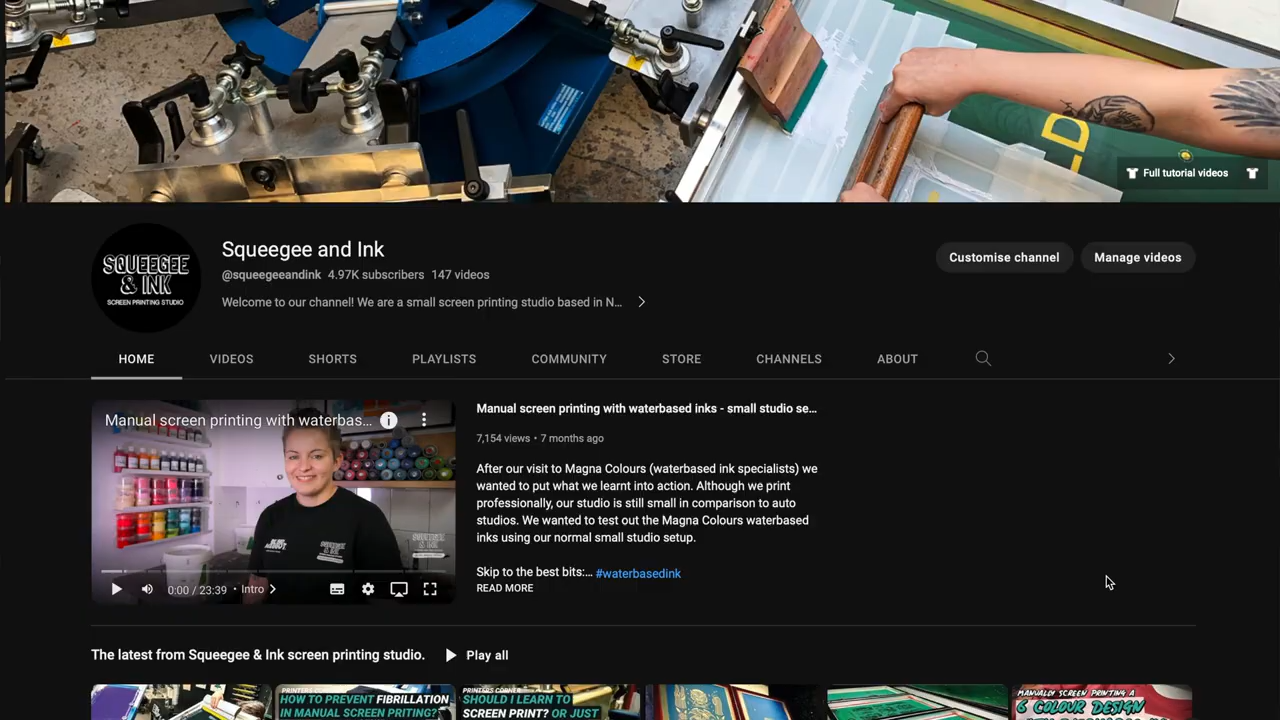 LD
Full tutorial videos
SQUEEGEE
& INK
SCREEN PRINTING STUDIO
Squeegee and Ink
@squeegeeandink 4.97K subscribers 147 videos
Welcome to our channel! We are a small screen printing studio based in N...
Customise channel
Manage videos
HOME
VIDEOS
SHORTS
PLAYLISTS
COMMUNITY
STORE
CHANNELS
ABOUT
Manual screen printing with waterbas...
SQUEEGEE
& INK
0:00 / 23:39 • Intro
Manual screen printing with waterbased inks - small studio se...
7,154 views • 7 months ago
After our visit to Magna Colours (waterbased ink specialists) we
wanted to put what we learnt into action. Although we print
professionally, our studio is still small in comparison to auto
studios. We wanted to test out the Magna Colours waterbased
inks using our normal small studio setup.
Skip to the best bits:... #waterbasedink
READ MORE
The latest from Squeegee & Ink screen printing studio.
Play all
PRINTERS CORNER
HOW TO PREVENT FIBRILLATION
IN MANUAL SCREEN PRITING?
PRINTERS CORNER
SHOULD I LEARN TO
SCREEN PRINT? OR JUST
MANUALLY SCREEN PRINTING A
6 COLOUR DESIGN